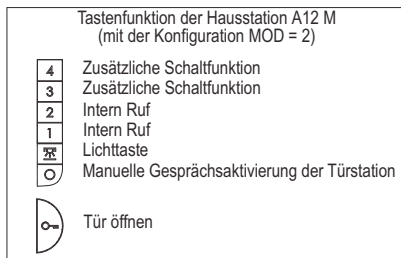 Tastenfunktion der Hausstation A12 M
(mit der Konfiguration MOD = 2)
4 Zusätzliche Schaltfunktion
3 Zusätzliche Schaltfunktion
2 Intern Ruf
1 Intern Ruf
Lichttaste
Manuelle Gesprächsaktivierung der Türstation
Tür öffnen